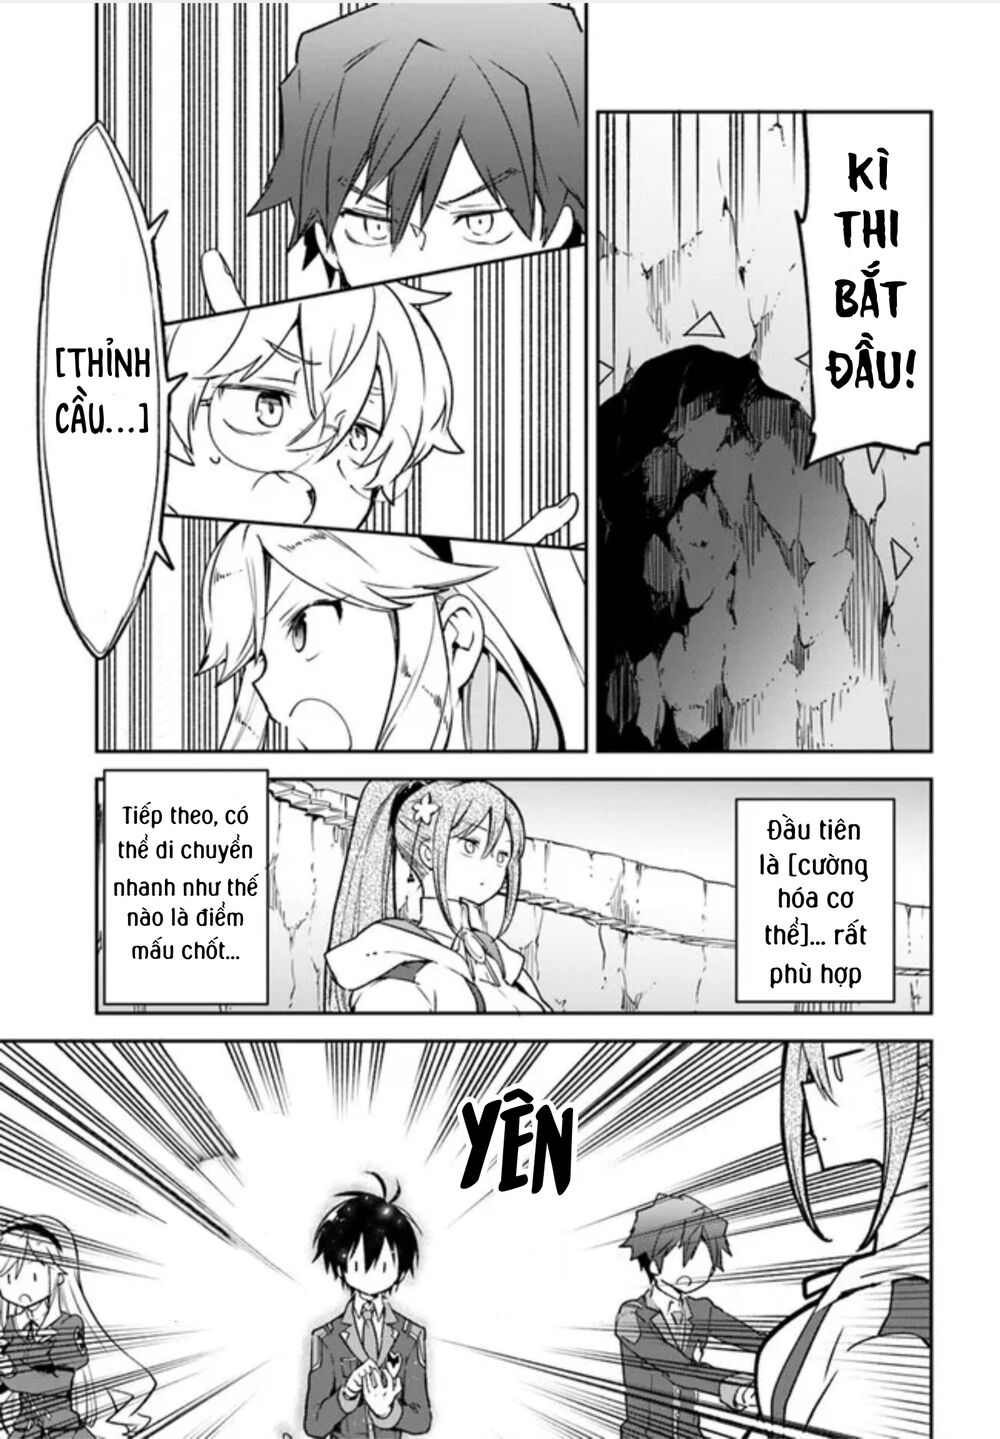 KÌ
THI
BẮT
ĐẦU!
[THỈNH
CẦU...]
Đầu tiên
là [cường
hóa cơ
thể]... rất
phù hợp
Tiếp theo, có
thể di chuyển
nhanh như thế
nào là điểm
mấu chốt...
YÊN